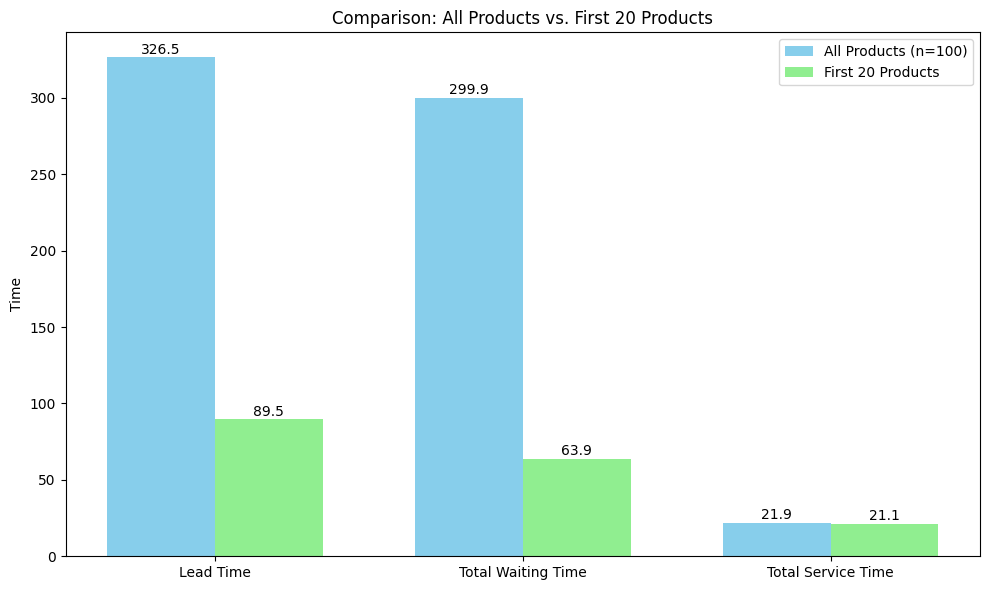 Comparison: All Products vs. First 20 Products
All Products (n=100)
First 20 Products
Time
300
250
200
150
100
50
0
326.5
89.5
299.9
63.9
21.9
21.1
Lead Time
Total Waiting Time
Total Service Time